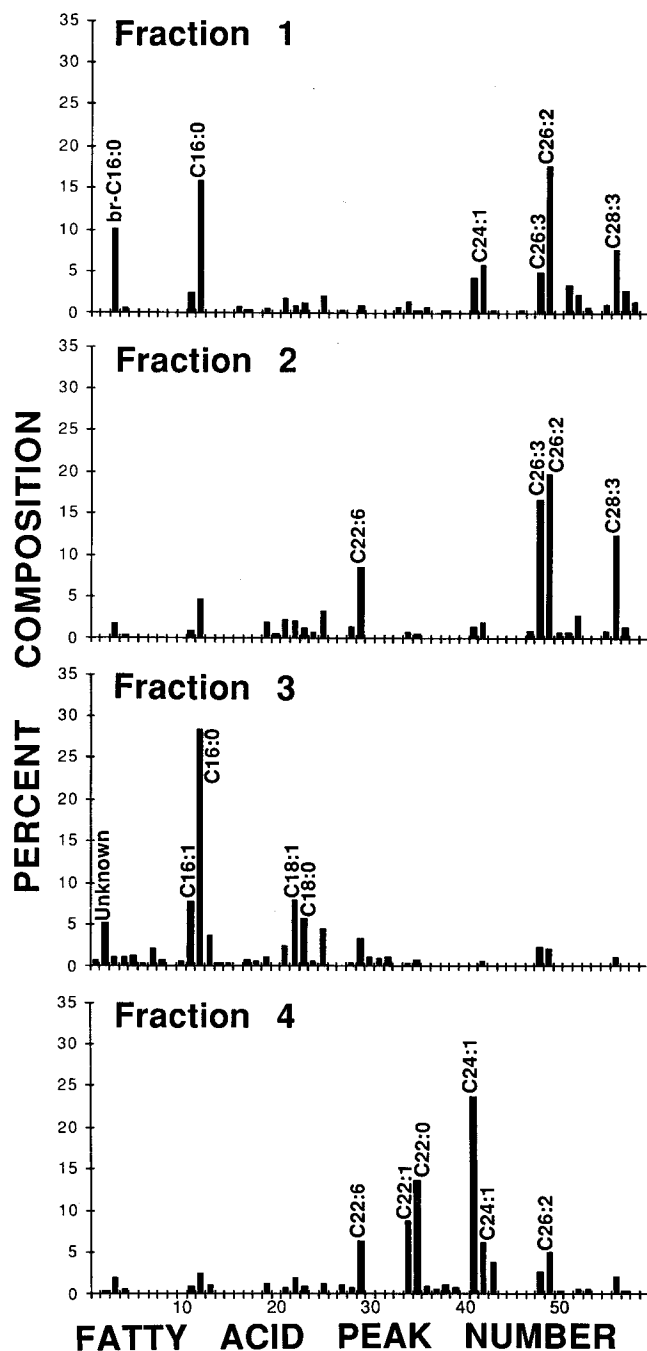 Fraction 1
35
30
25
20
15
10
5
0
br-C16:0
C16:0
C24:1
C26:3
C26:2
C28:3
Fraction 2
35
30
25
20
15
10
5
0
C22:6
C26:3
C26:2
C28:3
Fraction 3
35
30
25
20
15
10
5
0
Unknown
C16:1
C16:0
C18:1
C18:0
Fraction 4
35
30
25
20
15
10
5
0
C22:6
C22:1
C22:0
C24:1
C24:1
C26:2
10 20 30 40 50
PERCENT COMPOSITION
FATTY ACID PEAK NUMBER